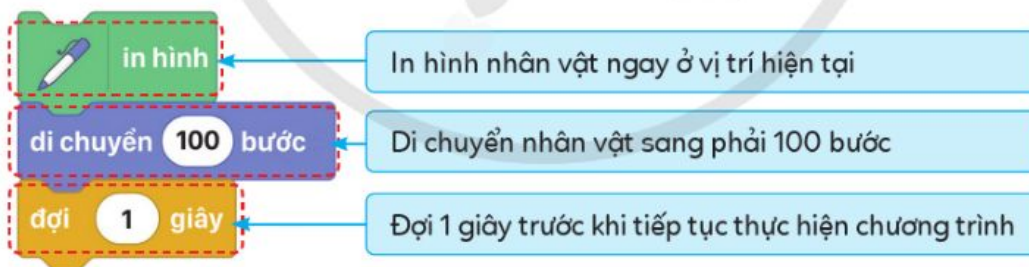 in hình
In hình nhân vật ngay ở vị trí hiện tại
di chuyển 100 bước
Di chuyển nhân vật sang phải 100 bước
đợi 1 giây
Đợi 1 giây trước khi tiếp tục thực hiện chương trình